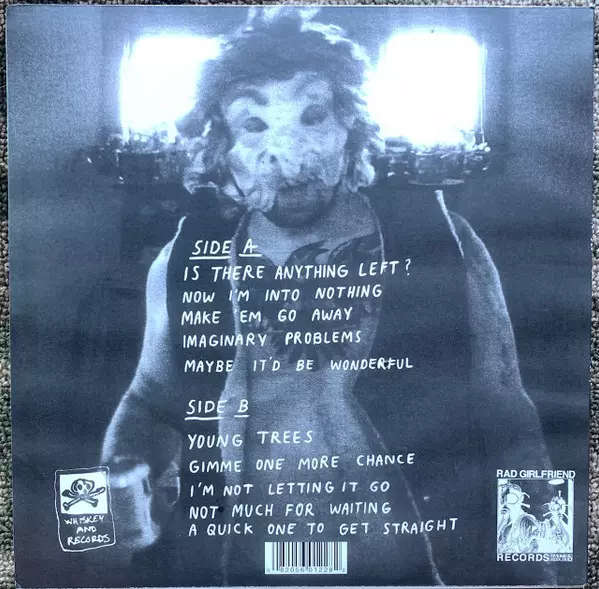 SIDE A
IS THERE ANYTHING LEFT?
NOW I'M INTO NOTHING
MAKE 'EM GO AWAY
IMAGINARY PROBLEMS
MAYBE IT'D BE WONDERFUL
SIDE B
YOUNG TREES
GIMME ONE MORE CHANCE
I'M NOT LETTING IT GO
NOT MUCH FOR WAITING
A QUICK ONE TO GET STRAIGHT
WHISKEY
AND
RECORDS
RAD GIRLFRIEND
RECORDS